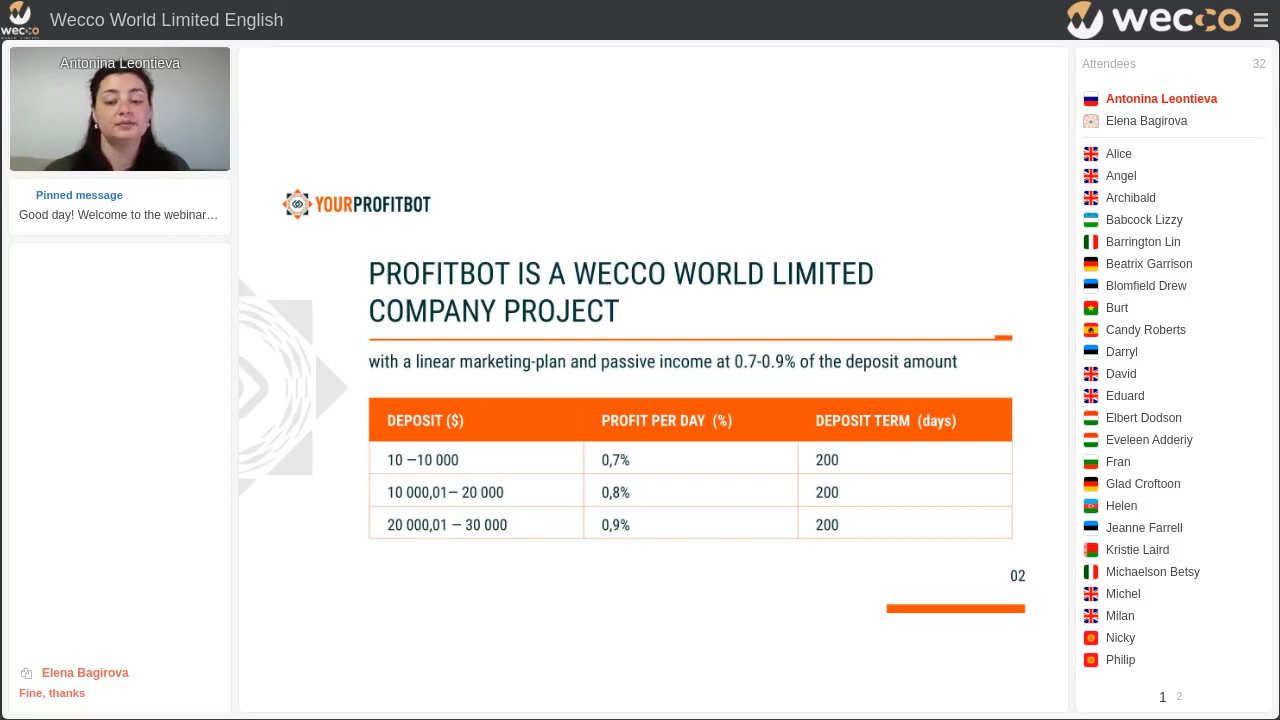 Wecco World Limited English
wecco
wecco
Antonina Leontieva
Pinned message
Good day! Welcome to the webinar…
Elena Bagirova
Fine, thanks
YOURPROFITBOT
PROFITBOT IS A WECCO WORLD LIMITED
COMPANY PROJECT
with a linear marketing-plan and passive income at 0.7-0.9% of the deposit amount
DEPOSIT ($) PROFIT PER DAY (%) DEPOSIT TERM (days)
10 —10 000 0,7% 200
10 000,01— 20 000 0,8% 200
20 000,01 — 30 000 0,9% 200
02
Attendees 32
Antonina Leontieva
Elena Bagirova
Alice
Angel
Archibald
Babcock Lizzy
Barrington Lin
Beatrix Garrison
Blomfield Drew
Burt
Candy Roberts
Darryl
David
Eduard
Elbert Dodson
Eveleen Adderiy
Fran
Glad Croftoon
Helen
Jeanne Farrell
Kristie Laird
Michaelson Betsy
Michel
Milan
Nicky
Philip
1 2